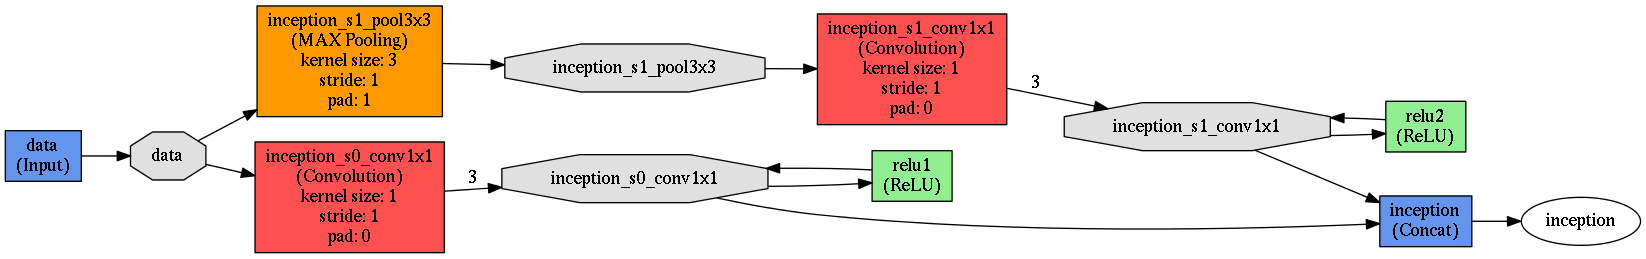 data
(Input)
data
inception_s1_pool3x3
(MAX Pooling)
kernel size: 3
stride: 1
pad: 1
inception_s1_pool3x3
inception_s1_conv1x1
(Convolution)
kernel size: 1
stride: 1
pad: 0
3
inception_s1_conv1x1
relu2
(ReLU)
inception_s0_conv1x1
(Convolution)
kernel size: 1
stride: 1
pad: 0
3
inception_s0_conv1x1
relu1
(ReLU)
inception
(Concat)
inception